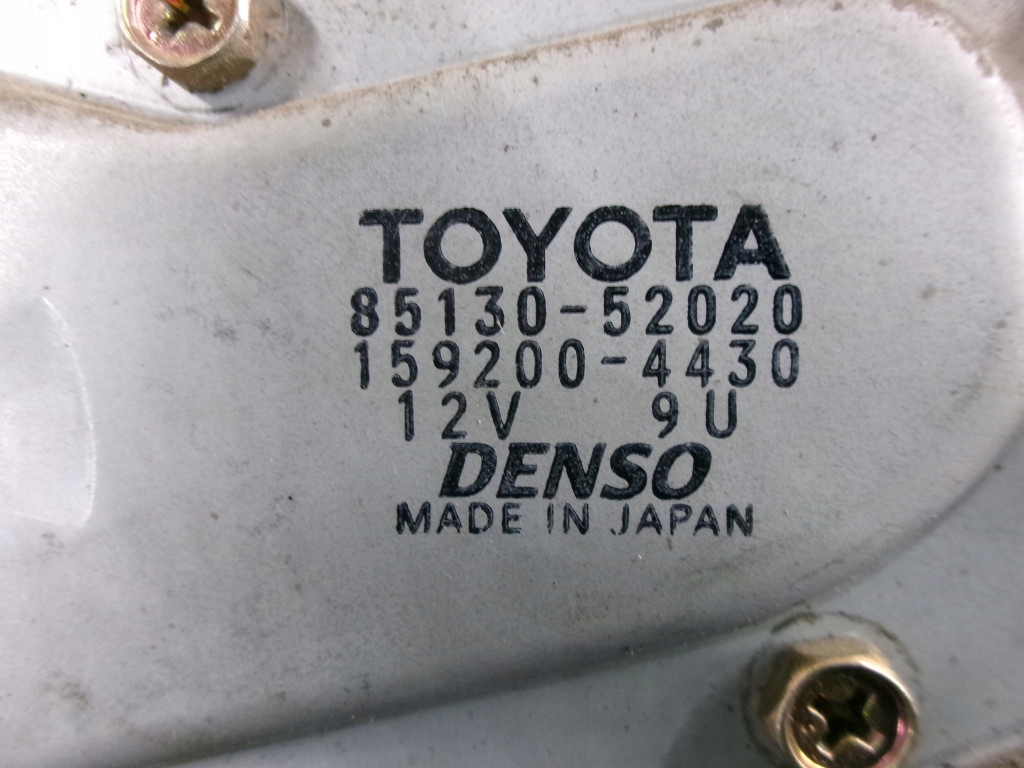 TOYOTA
85130-52020
159200-4430
12V 9U
DENSO
MADE IN JAPAN